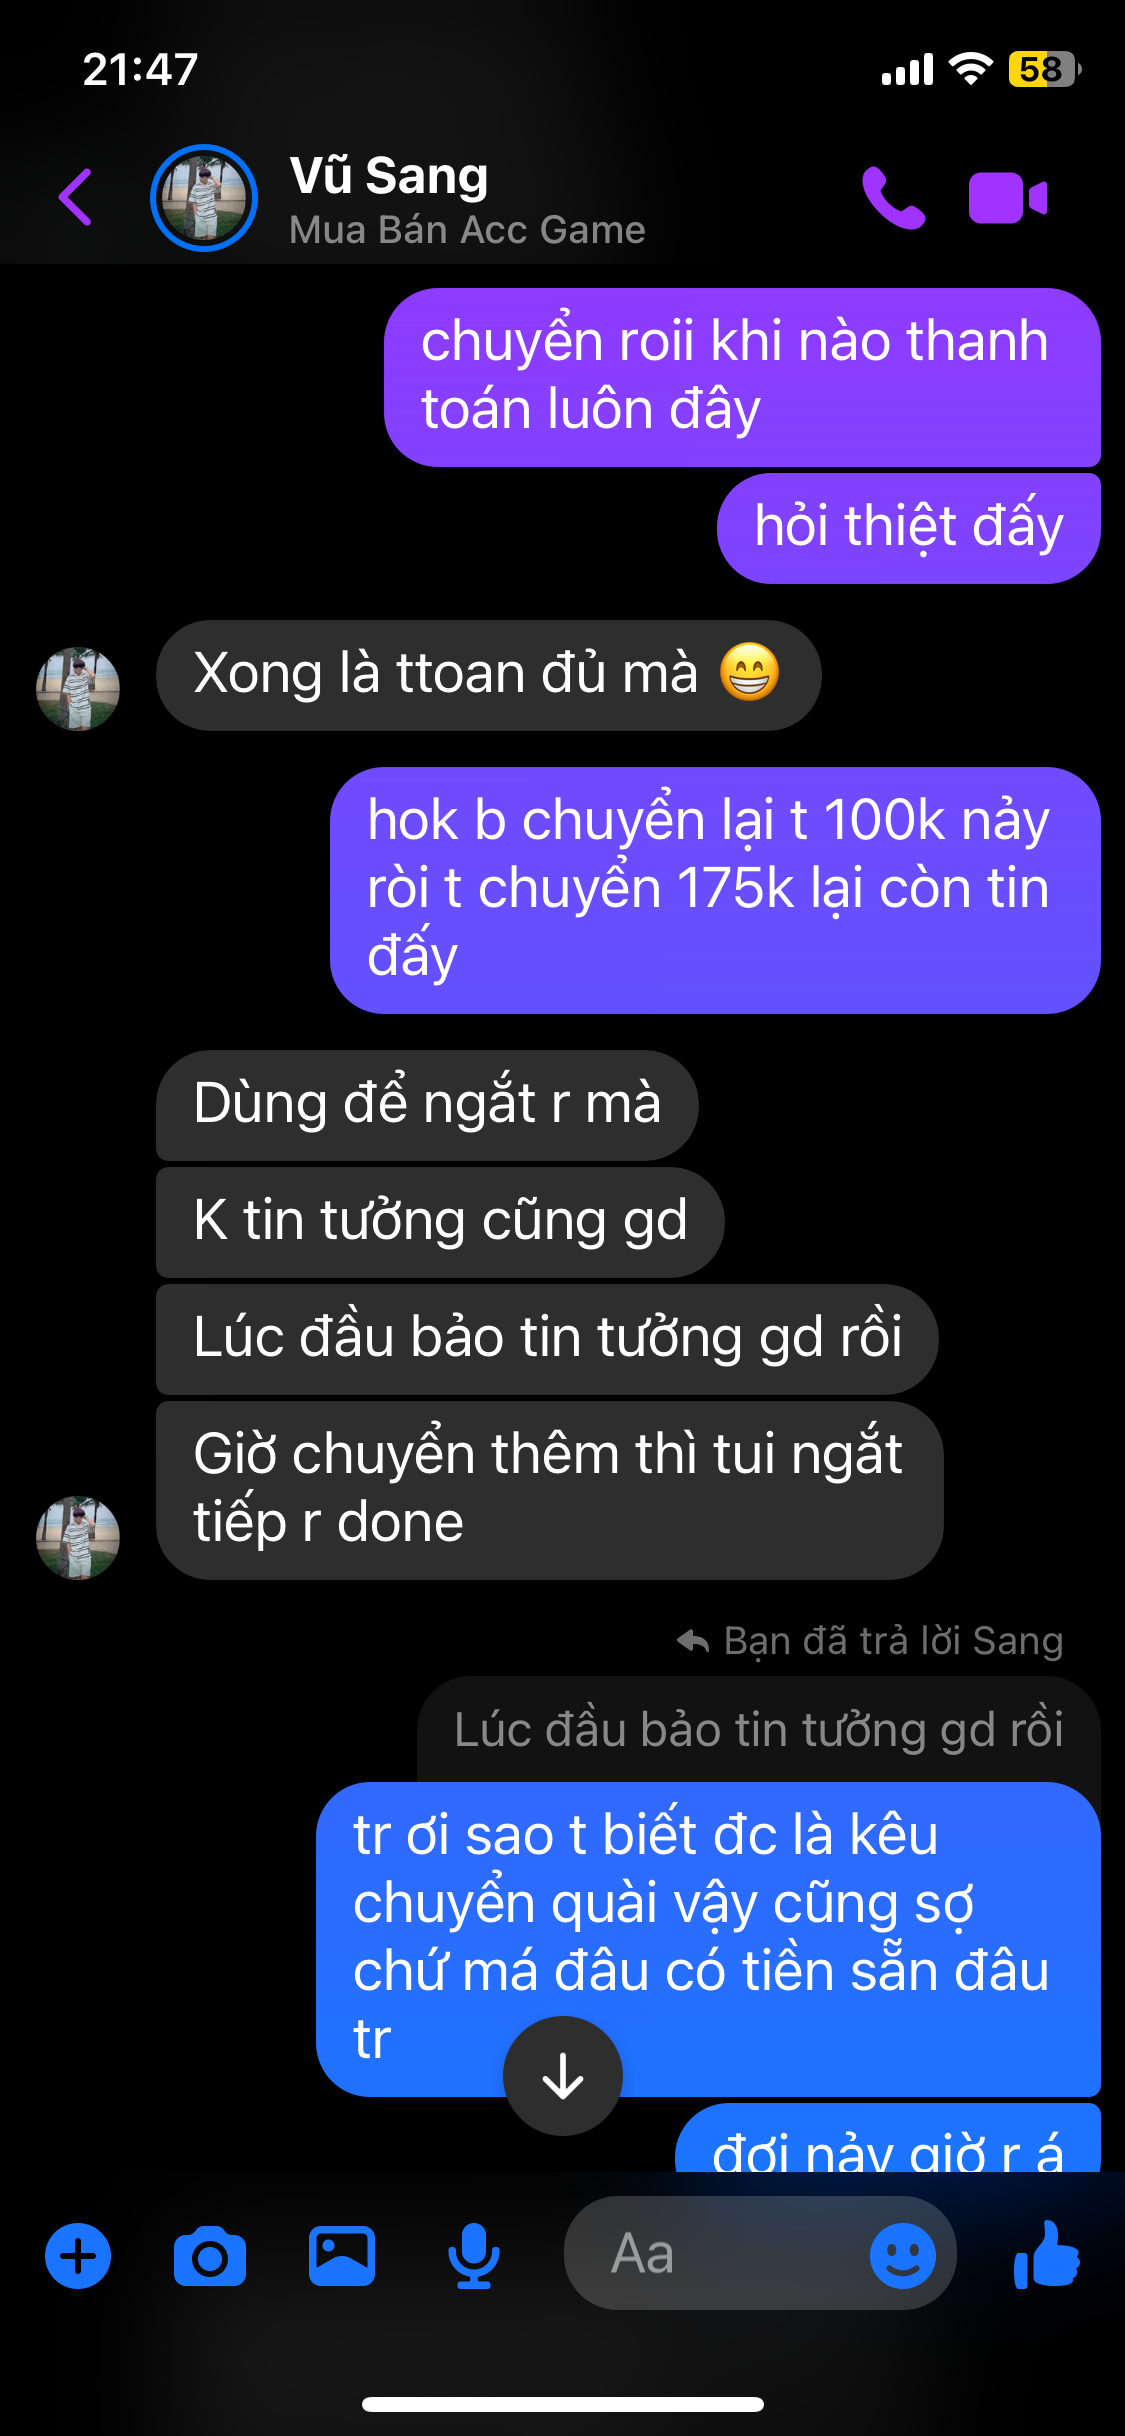 21:47
58
Vũ Sang
Mua Bán Acc Game
chuyển roii khi nào thanh
toán luôn đây
hỏi thiệt đấy
Xong là ttoan đủ mà 😁
hok b chuyển lại t 100k nảy
ròi t chuyển 175k lại còn tin
đấy
Dùng để ngắt r mà
K tin tưởng cũng gd
Lúc đầu bảo tin tưởng gd rồi
Giờ chuyển thêm thì tui ngắt
tiếp r done
Bạn đã trả lời Sang
Lúc đầu bảo tin tưởng gd rồi
tr ơi sao t biết đc là kêu
chuyển quài vậy cũng sợ
chứ má đâu có tiền sẵn đâu
tr
đợi nảy giờ r á
Aa